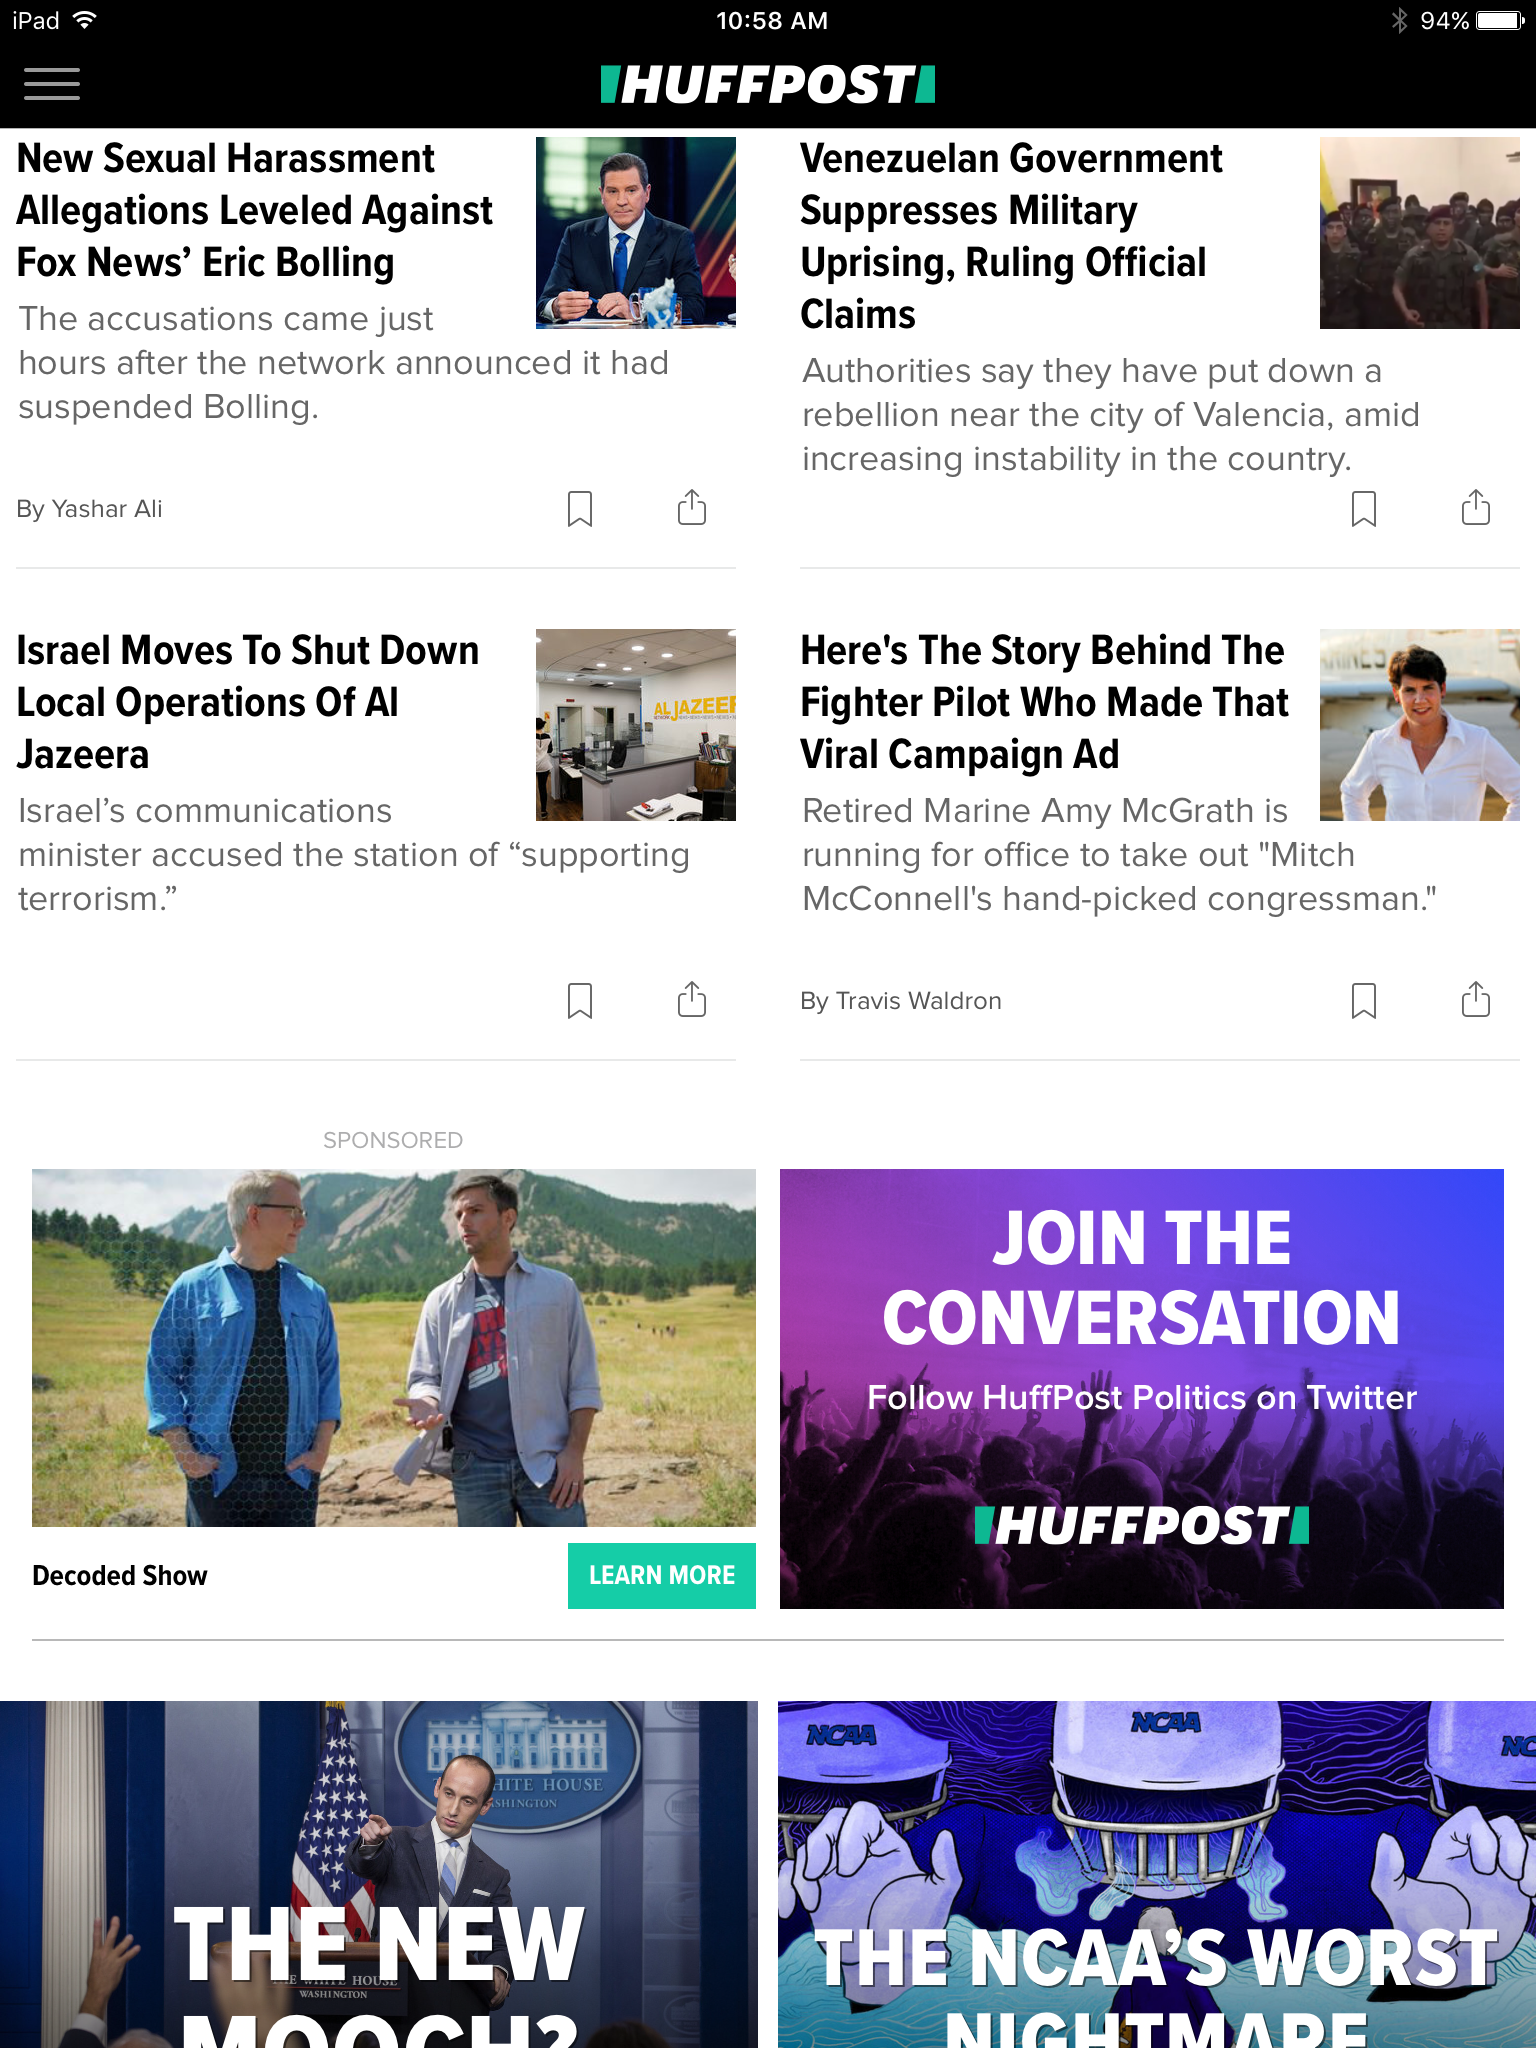 iPad
10:58 AM
94%
HUFFPOST
New Sexual Harassment
Allegations Leveled Against
Fox News’ Eric Bolling
The accusations came just
hours after the network announced it had
suspended Bolling.
By Yashar Ali
Venezuelan Government
Suppresses Military
Uprising, Ruling Official
Claims
Authorities say they have put down a
rebellion near the city of Valencia, amid
increasing instability in the country.
Israel Moves To Shut Down
Local Operations Of Al
Jazeera
Israel’s communications
minister accused the station of “supporting
terrorism.”
AL JAZEER
Here's The Story Behind The
Fighter Pilot Who Made That
Viral Campaign Ad
Retired Marine Amy McGrath is
running for office to take out "Mitch
McConnell's hand-picked congressman."
By Travis Waldron
SPONSORED
Decoded Show
LEARN MORE
JOIN THE
CONVERSATION
Follow HuffPost Politics on Twitter
HUFFPOST
THE NEW
MOOCH?
THE WHITE HOUSE
WASHINGTON
NCAA
NCAA
THE NCAA’S WORST
NIGHTMARE